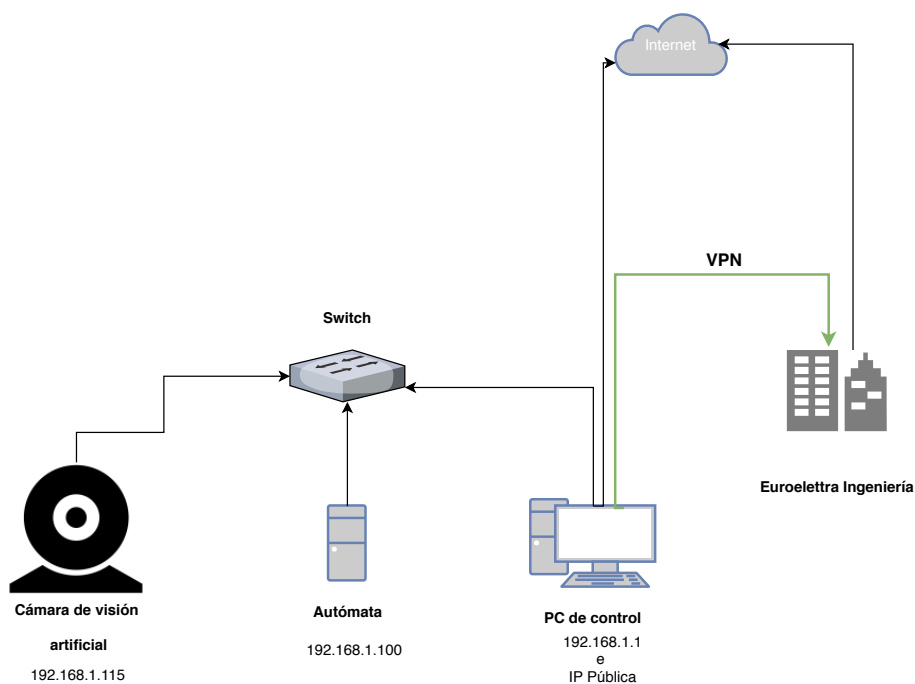 Internet
VPN
Switch
Euroelettra Ingeniería
Cámara de visión
artificial
192.168.1.115
Autómata
192.168.1.100
PC de control
192.168.1.1
e
IP Pública